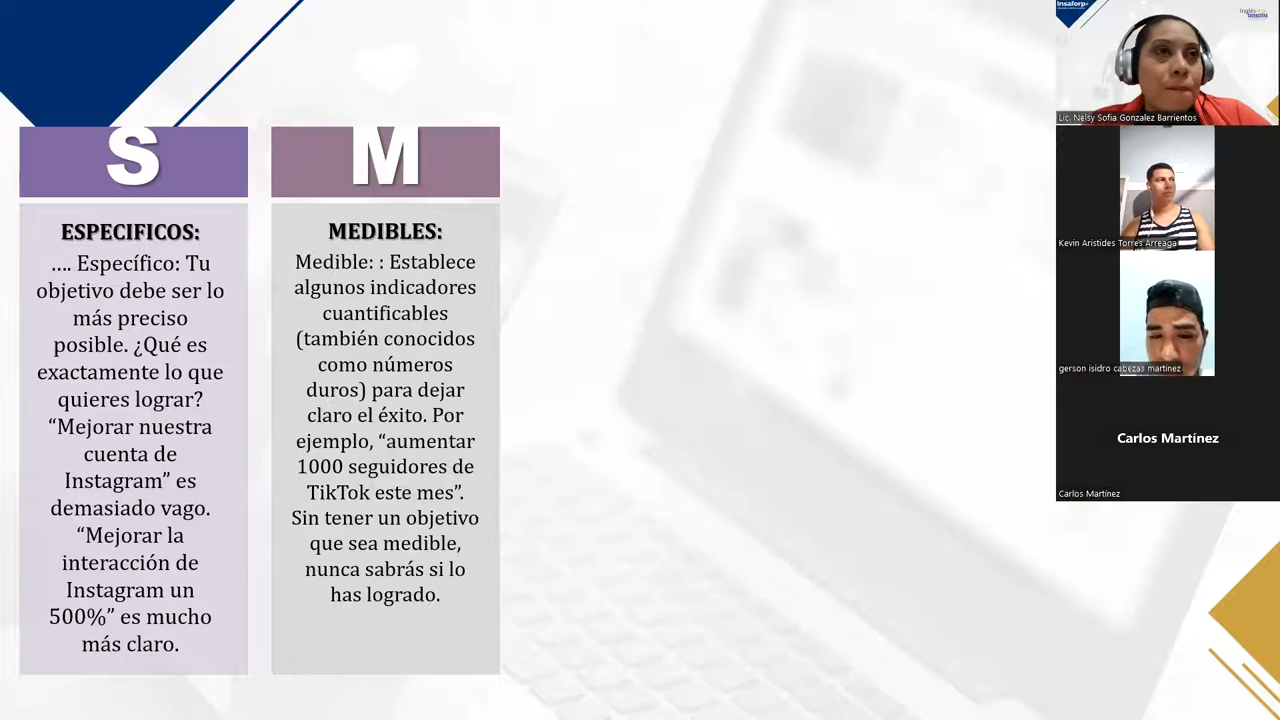 S
ESPECIFICOS:
.... Específico: Tu
objetivo debe ser lo
más preciso
posible. ¿Qué es
exactamente lo que
quieres lograr?
“Mejorar nuestra
cuenta de
Instagram” es
demasiado vago.
“Mejorar la
interacción de
Instagram un
500%” es mucho
más claro.
M
MEDIBLES:
Medible: : Establece
algunos indicadores
cuantificables
(también conocidos
como números
duros) para dejar
claro el éxito. Por
ejemplo, “aumentar
1000 seguidores de
TikTok este mes”.
Sin tener un objetivo
que sea medible,
nunca sabrás si lo
has logrado.
Insaforp
Inglés
Lic. Nelsy Sofia Gonzalez Barrientos
Kevin Aristides Torres Arreaga
gerson isidro cabezas martinez
Carlos Martínez
Carlos Martínez